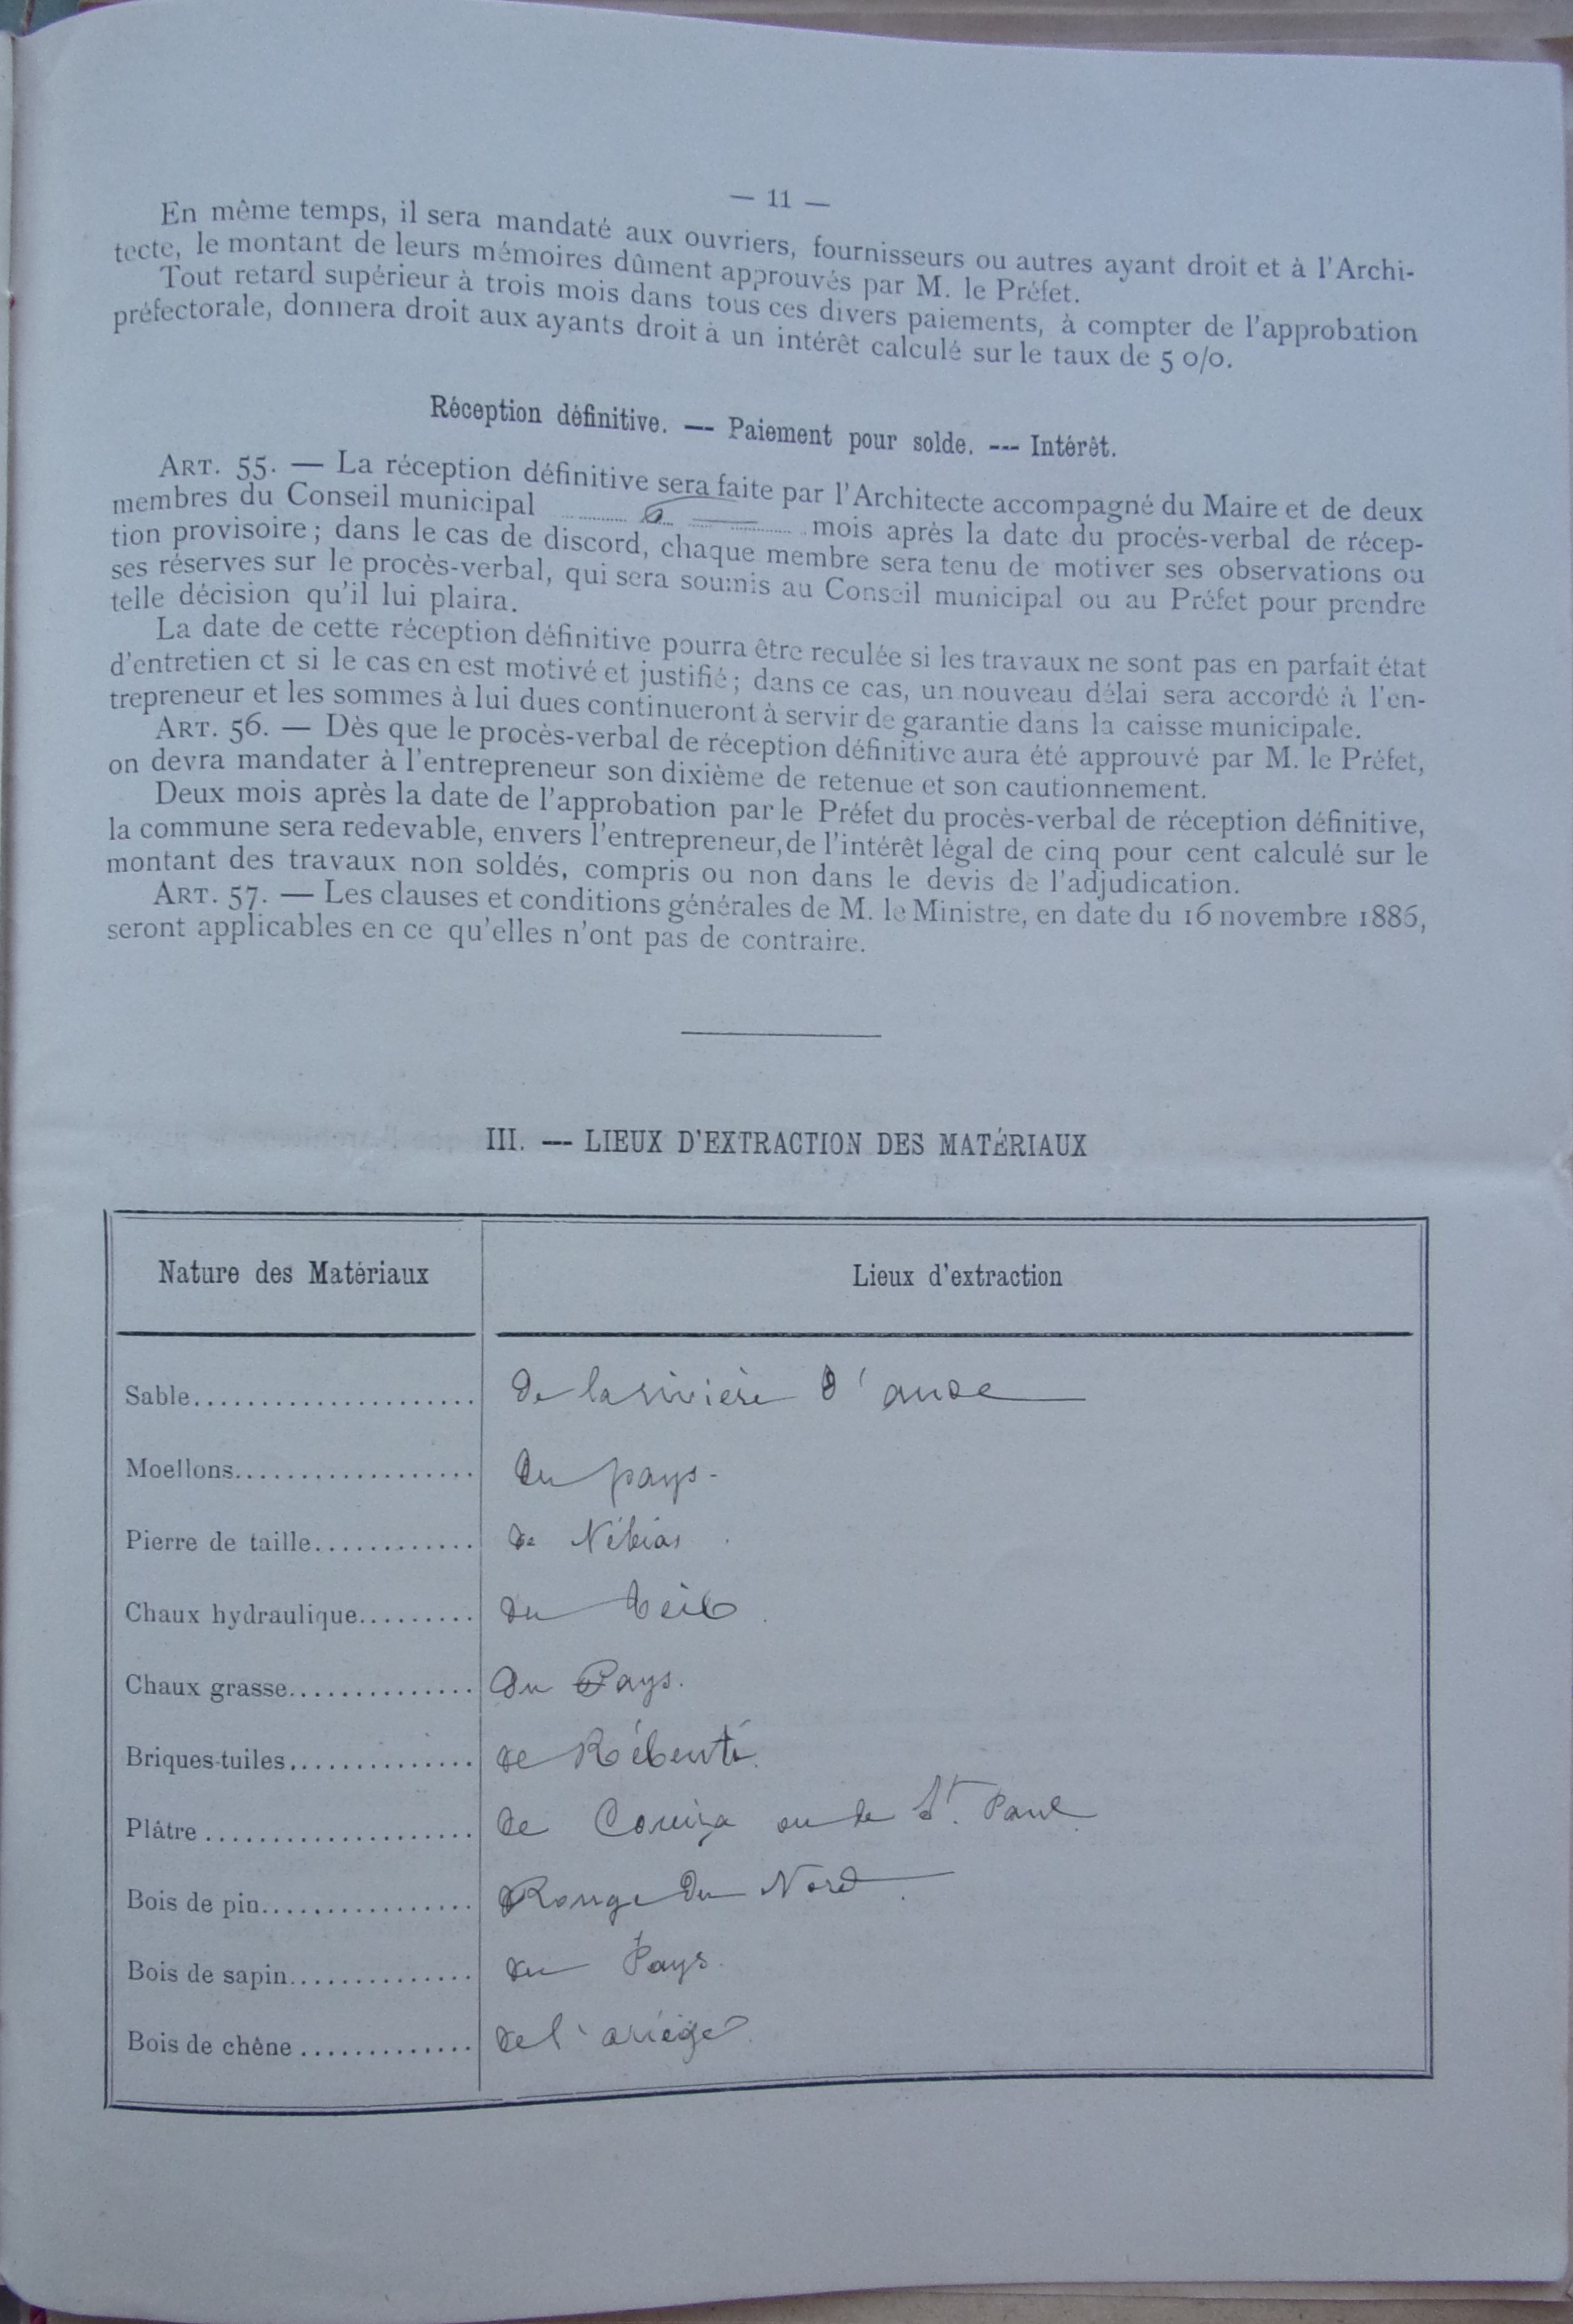 — 11 —
En même temps, il sera mandaté aux ouvriers, fournisseurs ou autres ayant droit et à l'Archi-
tecte, le montant de leurs mémoires dûment approuvés par M. le Préfet.
Tout retard supérieur à trois mois dans tous ces divers paiements, à compter de l'approbation
préfectorale, donnera droit aux ayants droit à un intérêt calculé sur le taux de 5 o/o.
Réception définitive. — Paiement pour solde. — Intérêt.
ART. 55. — La réception définitive sera faite par l'Architecte accompagné du Maire et de deux
membres du Conseil municipal ........ 6 ........ mois après la date du procès-verbal de récep-
tion provisoire ; dans le cas de discord, chaque membre sera tenu de motiver ses observations ou
ses réserves sur le procès-verbal, qui sera soumis au Conseil municipal ou au Préfet pour prendre
telle décision qu'il lui plaira.
La date de cette réception définitive pourra être reculée si les travaux ne sont pas en parfait état
d'entretien et si le cas en est motivé et justifié ; dans ce cas, un nouveau délai sera accordé à l'en-
trepreneur et les sommes à lui dues continueront à servir de garantie dans la caisse municipale.
ART. 56. — Dès que le procès-verbal de réception définitive aura été approuvé par M. le Préfet,
on devra mandater à l'entrepreneur son dixième de retenue et son cautionnement.
Deux mois après la date de l'approbation par le Préfet du procès-verbal de réception définitive,
la commune sera redevable, envers l'entrepreneur, de l'intérêt légal de cinq pour cent calculé sur le
montant des travaux non soldés, compris ou non dans le devis de l'adjudication.
ART. 57. — Les clauses et conditions générales de M. le Ministre, en date du 16 novembre 1886,
seront applicables en ce qu'elles n'ont pas de contraire.
III. — LIEUX D'EXTRACTION DES MATÉRIAUX
Nature des Matériaux Lieux d'extraction
Sable..................... de la rivière d'aude
Moellons.................. du pays -
Pierre de taille............ de Nébias .
Chaux hydraulique......... du teil .
Chaux grasse.............. du Pays.
Briques-tuiles.............. de Rébenti.
Plâtre .................... de Couiza ou de St. Paul.
Bois de pin................ Rouge du Nord.
Bois de sapin.............. du Pays.
Bois de chêne ............. de l'ariège.